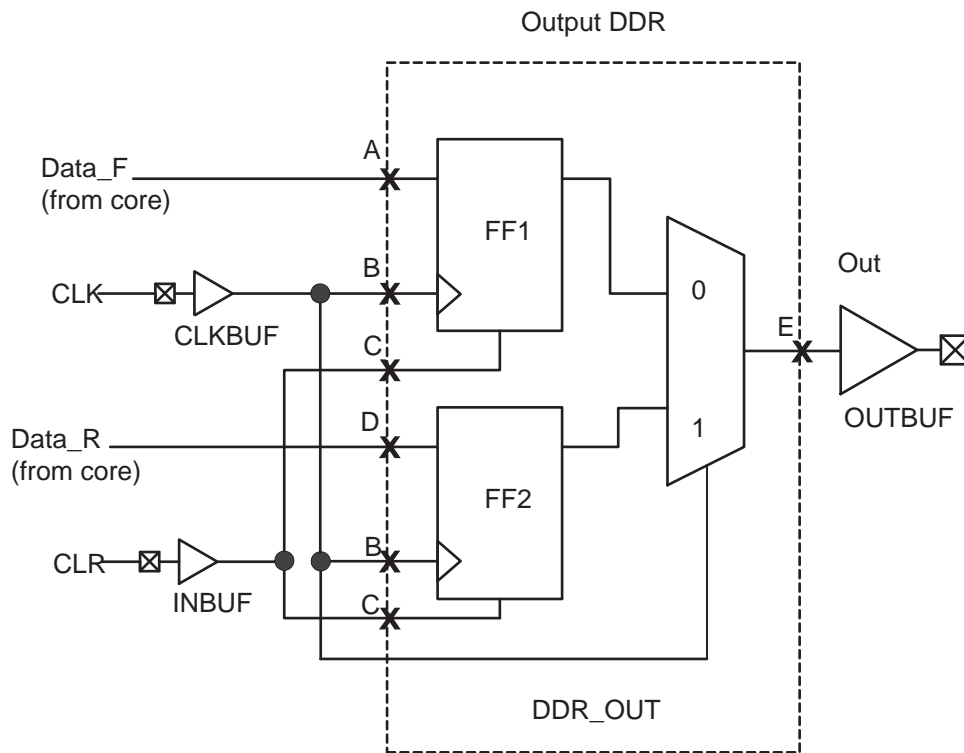 Output DDR
A
Data_F
(from core)
FF1
B
CLK
CLKBUF
C
0
Out
E
OUTBUF
D
Data_R
(from core)
1
FF2
B
CLR
INBUF
C
DDR_OUT